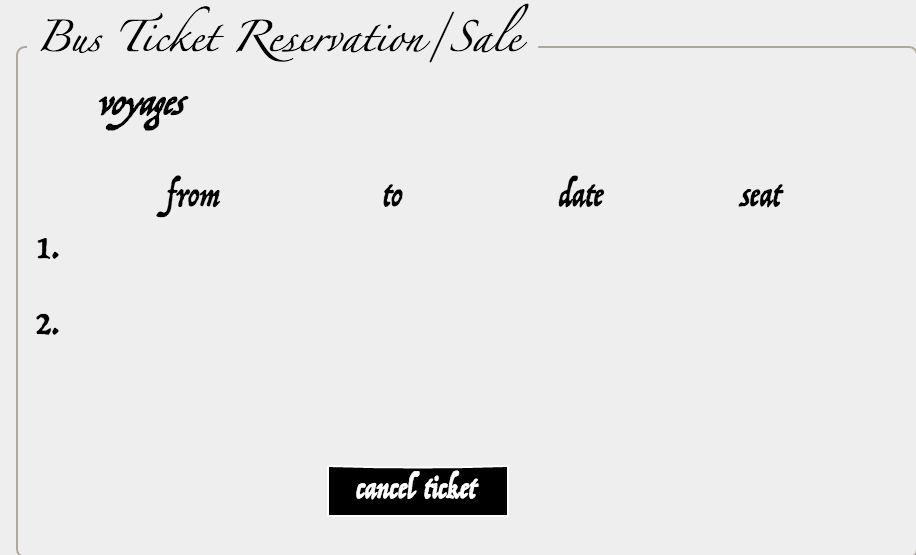 Bus Ticket Reservation/Sale
voyages
from to date seat
1.
2.
cancel ticket